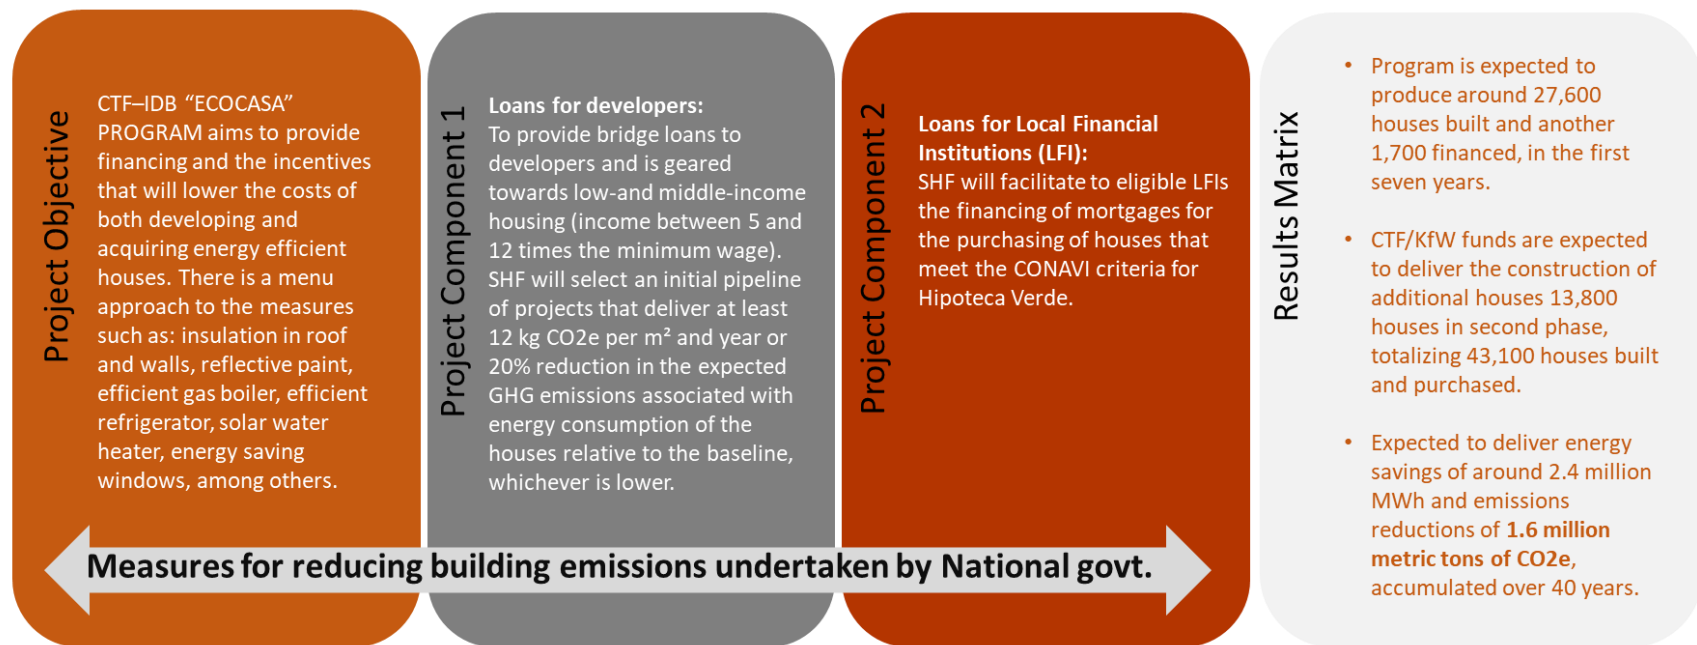 Project Objective
CTF–IDB “ECOCASA”
PROGRAM aims to provide
financing and the incentives
that will lower the costs of
both developing and
acquiring energy efficient
houses. There is a menu
approach to the measures
such as: insulation in roof
and walls, reflective paint,
efficient gas boiler, efficient
refrigerator, solar water
heater, energy saving
windows, among others.
Project Component 1
Loans for developers:
To provide bridge loans to
developers and is geared
towards low-and middle-income
housing (income between 5 and
12 times the minimum wage).
SHF will select an initial pipeline
of projects that deliver at least
12 kg CO2e per m² and year or
20% reduction in the expected
GHG emissions associated with
energy consumption of the
houses relative to the baseline,
whichever is lower.
Project Component 2
Loans for Local Financial
Institutions (LFI):
SHF will facilitate to eligible LFIs
the financing of mortgages for
the purchasing of houses that
meet the CONAVI criteria for
Hipoteca Verde.
Results Matrix
• Program is expected to
produce around 27,600
houses built and another
1,700 financed, in the first
seven years.
• CTF/KfW funds are expected
to deliver the construction of
additional houses 13,800
houses in second phase,
totalizing 43,100 houses built
and purchased.
• Expected to deliver energy
savings of around 2.4 million
MWh and emissions
reductions of 1.6 million
metric tons of CO2e,
accumulated over 40 years.
Measures for reducing building emissions undertaken by National govt.